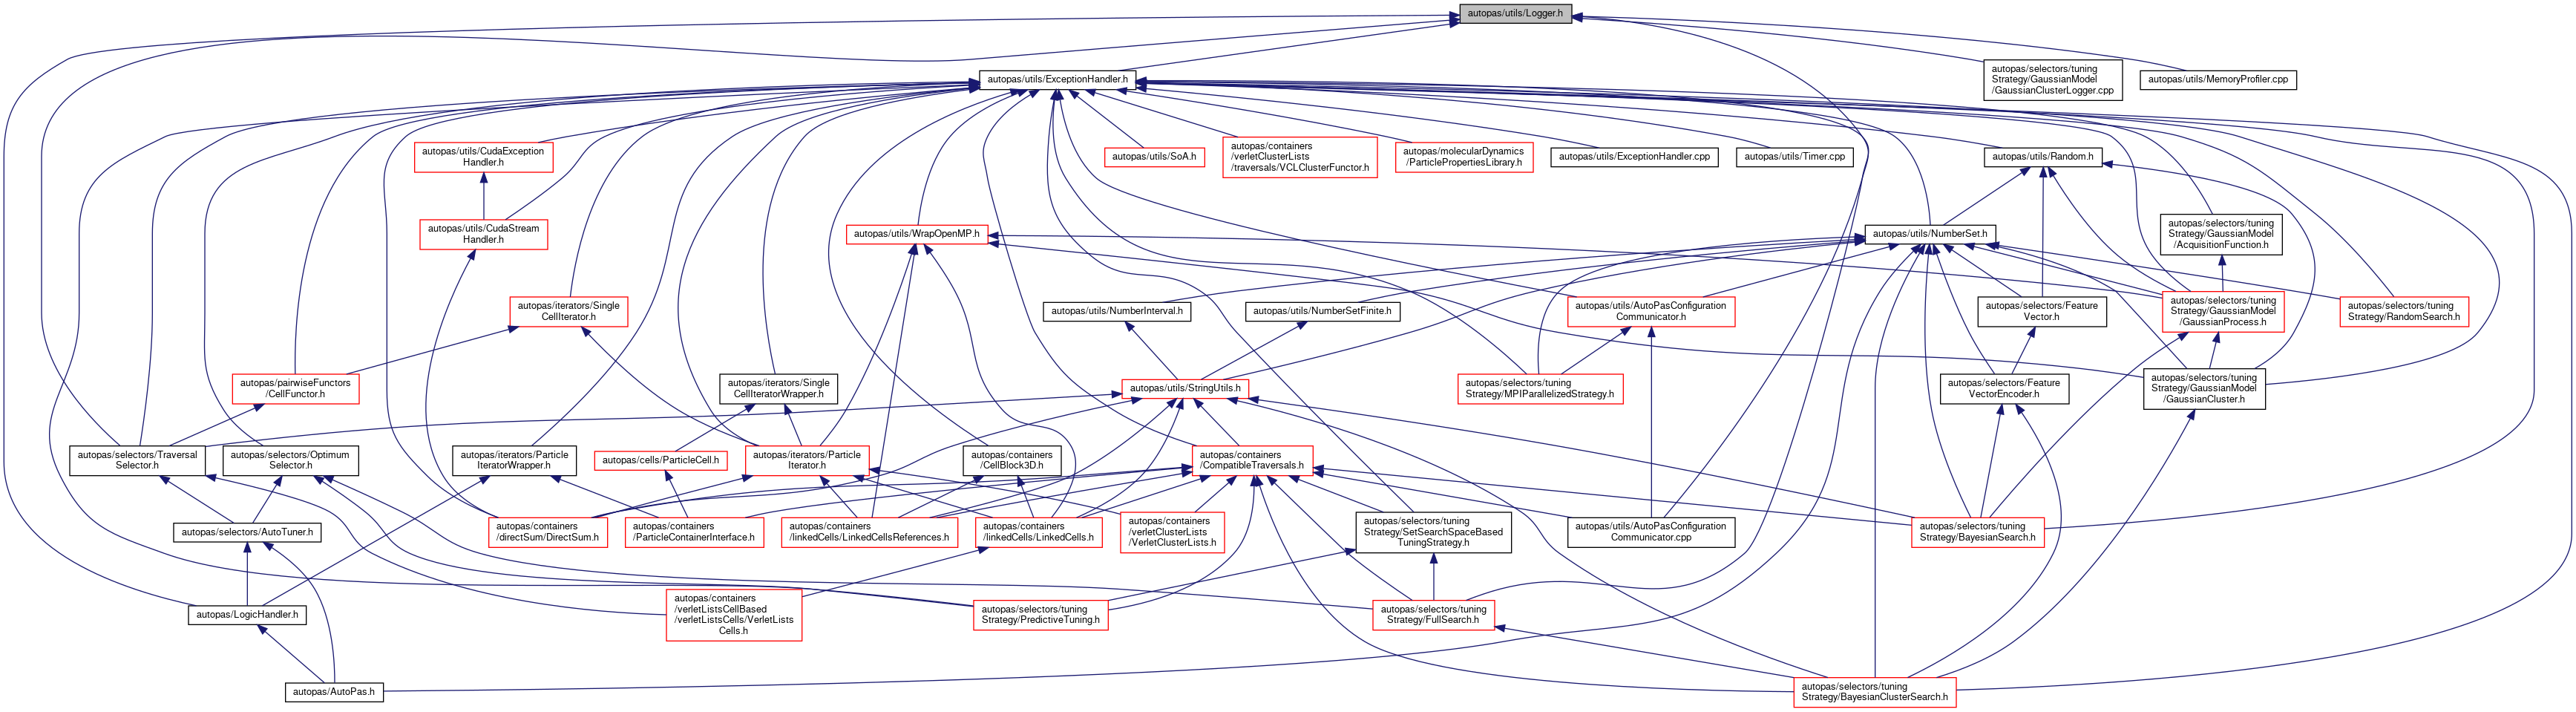 autopas/utils/Logger.h
autopas/utils/ExceptionHandler.h
autopas/selectors/tuning
Strategy/GaussianModel
/GaussianClusterLogger.cpp
autopas/utils/MemoryProfiler.cpp
autopas/utils/CudaException
Handler.h
autopas/utils/SoA.h
autopas/containers
/verletClusterLists
/traversals/VCLClusterFunctor.h
autopas/molecularDynamics
/ParticlePropertiesLibrary.h
autopas/utils/ExceptionHandler.cpp
autopas/utils/Timer.cpp
autopas/utils/Random.h
autopas/utils/CudaStream
Handler.h
autopas/utils/WrapOpenMP.h
autopas/utils/NumberSet.h
autopas/selectors/tuning
Strategy/GaussianModel
/AcquisitionFunction.h
autopas/iterators/Single
CellIterator.h
autopas/utils/NumberInterval.h
autopas/utils/NumberSetFinite.h
autopas/utils/AutoPasConfiguration
Communicator.h
autopas/selectors/Feature
Vector.h
autopas/selectors/tuning
Strategy/GaussianModel
/GaussianProcess.h
autopas/selectors/tuning
Strategy/RandomSearch.h
autopas/pairwiseFunctors
/CellFunctor.h
autopas/iterators/Single
CellIteratorWrapper.h
autopas/utils/StringUtils.h
autopas/selectors/tuning
Strategy/MPIParallelizedStrategy.h
autopas/selectors/Feature
VectorEncoder.h
autopas/selectors/tuning
Strategy/GaussianModel
/GaussianCluster.h
autopas/selectors/Traversal
Selector.h
autopas/selectors/Optimum
Selector.h
autopas/iterators/Particle
IteratorWrapper.h
autopas/cells/ParticleCell.h
autopas/iterators/Particle
Iterator.h
autopas/containers
/CellBlock3D.h
autopas/containers
/CompatibleTraversals.h
autopas/selectors/AutoTuner.h
autopas/containers
/directSum/DirectSum.h
autopas/containers
/ParticleContainerInterface.h
autopas/containers
/linkedCells/LinkedCellsReferences.h
autopas/containers
/linkedCells/LinkedCells.h
autopas/containers
/verletClusterLists
/VerletClusterLists.h
autopas/selectors/tuning
Strategy/SetSearchSpaceBased
TuningStrategy.h
autopas/utils/AutoPasConfiguration
Communicator.cpp
autopas/selectors/tuning
Strategy/BayesianSearch.h
autopas/LogicHandler.h
autopas/containers
/verletListsCellBased
/verletListsCells/VerletLists
Cells.h
autopas/selectors/tuning
Strategy/PredictiveTuning.h
autopas/selectors/tuning
Strategy/FullSearch.h
autopas/AutoPas.h
autopas/selectors/tuning
Strategy/BayesianClusterSearch.h